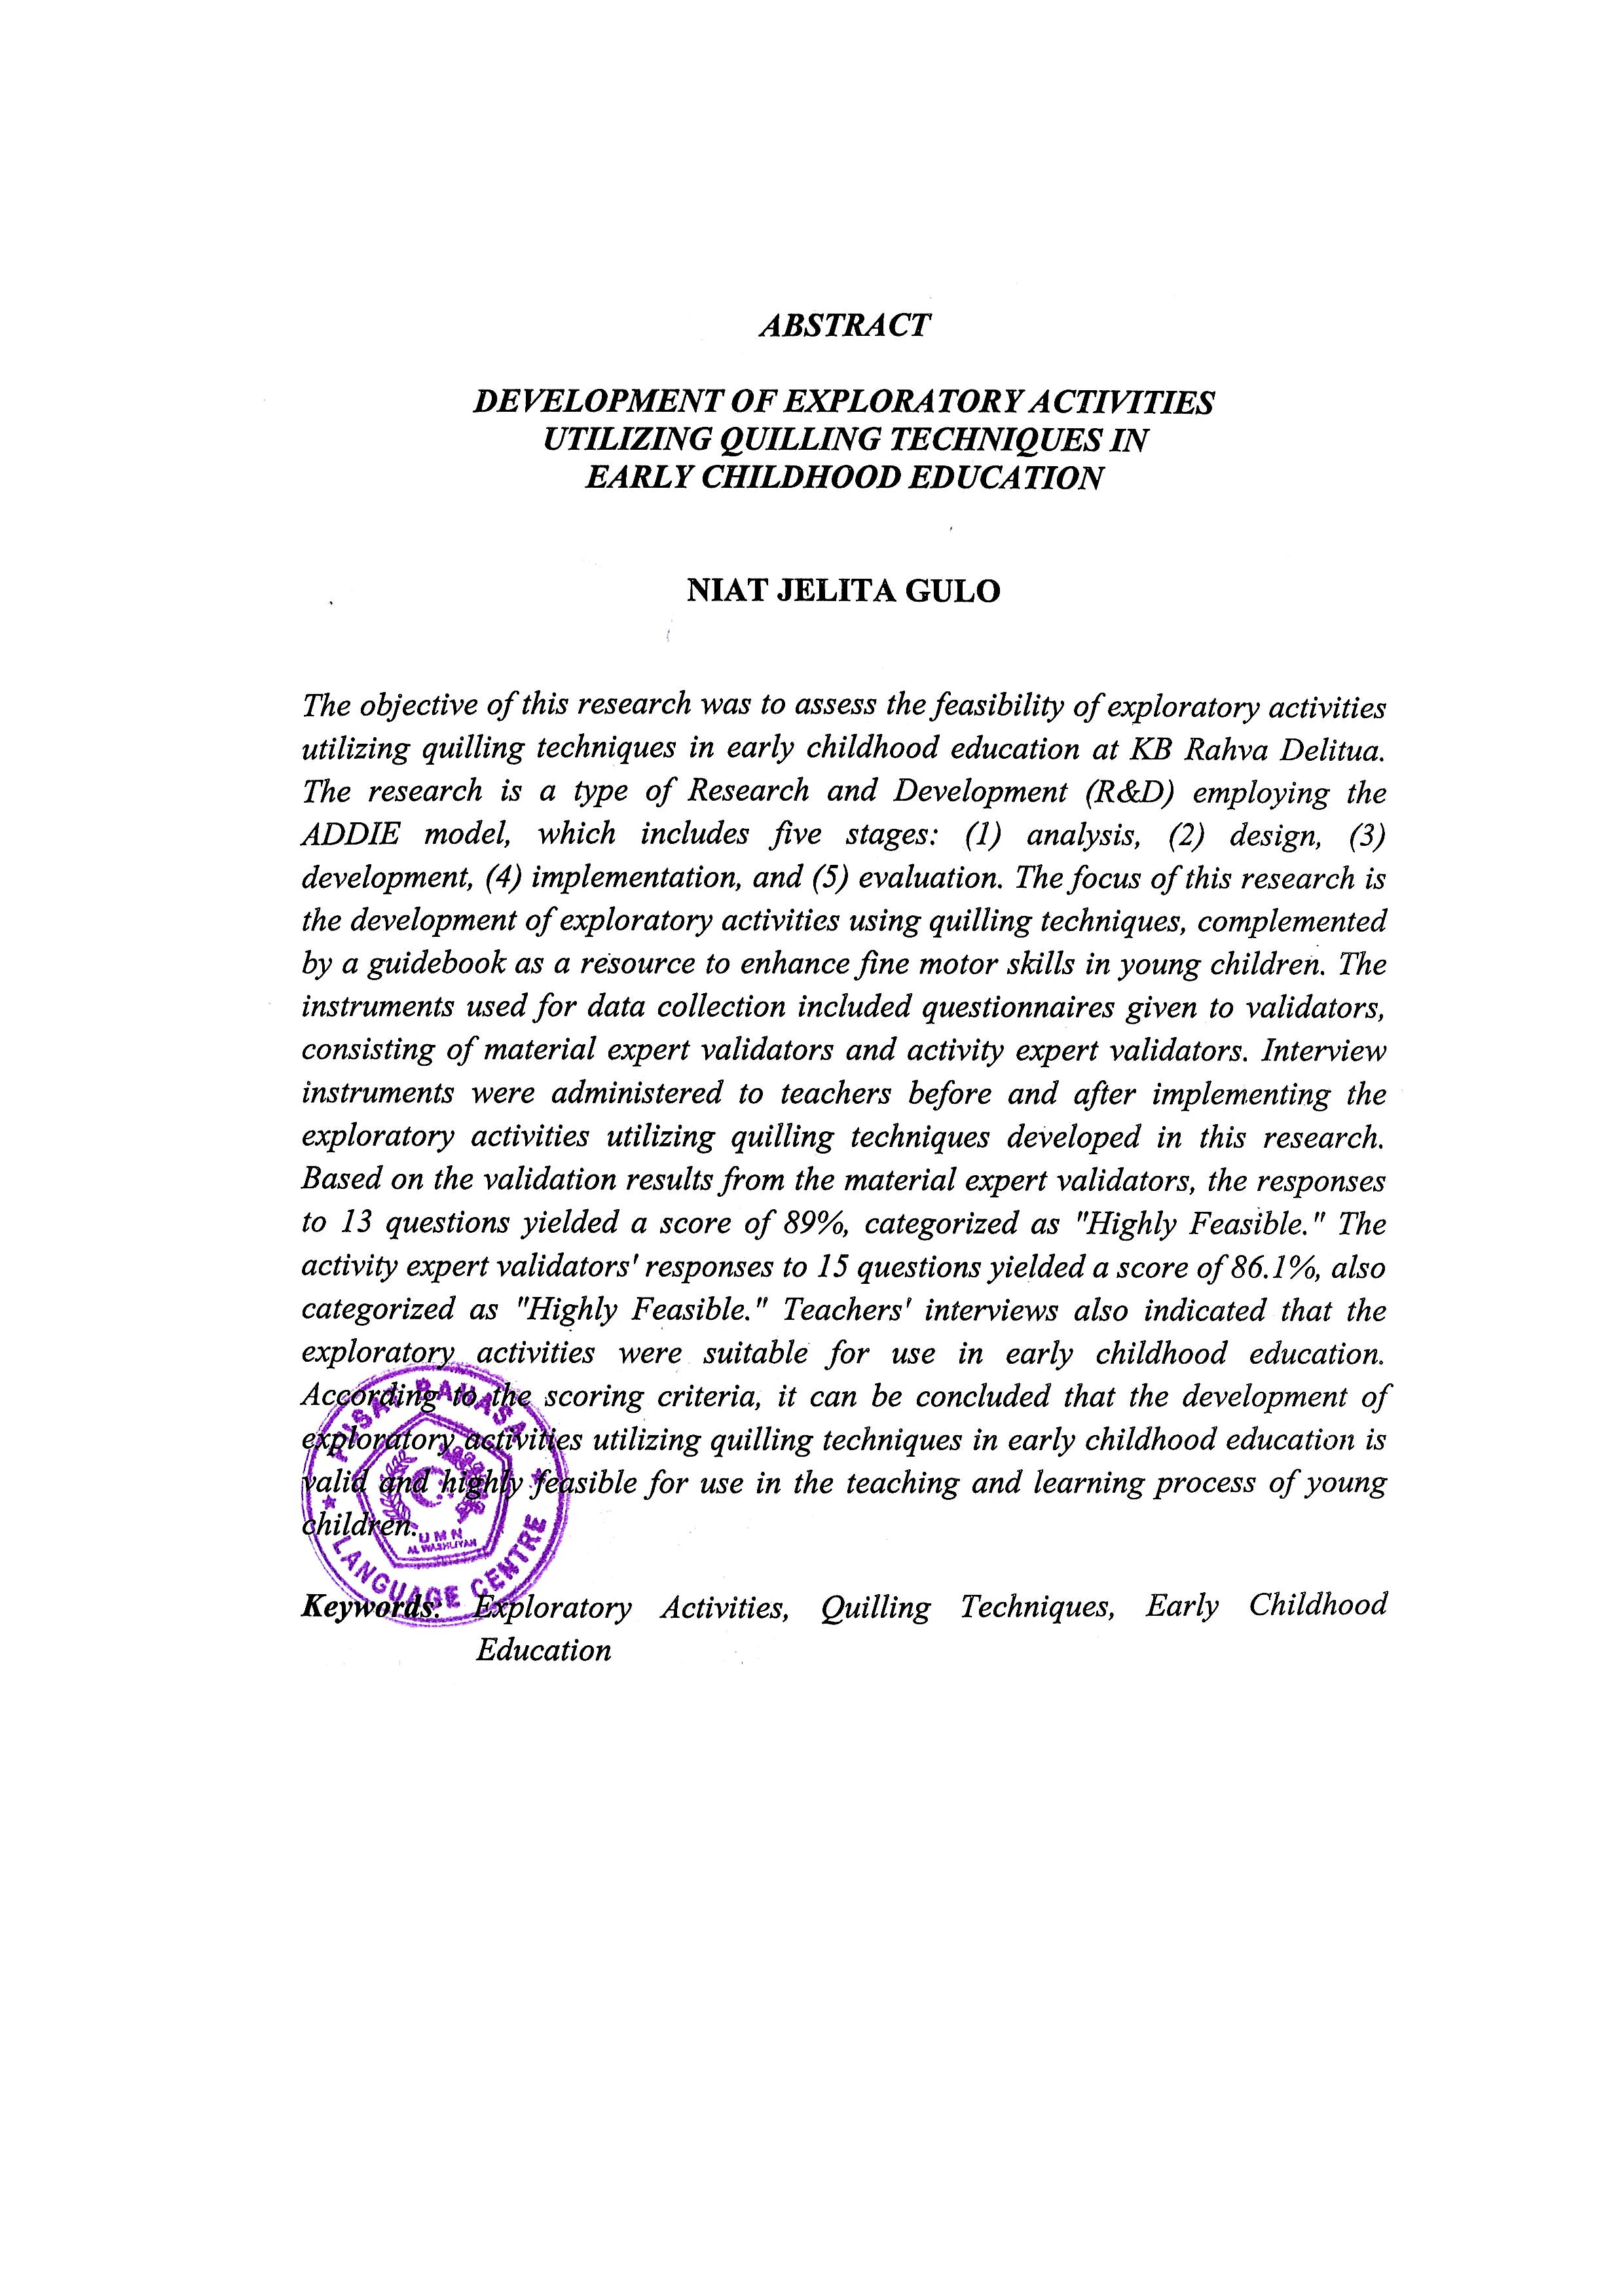 ABSTRACT
DEVELOPMENT OF EXPLORATORY ACTIVITIES
UTILIZING QUILLING TECHNIQUES IN
EARLY CHILDHOOD EDUCATION
NIAT JELITA GULO
The objective of this research was to assess the feasibility of exploratory activities
utilizing quilling techniques in early childhood education at KB Rahva Delitua.
The research is a type of Research and Development (R&D) employing the
ADDIE model, which includes five stages: (1) analysis, (2) design, (3)
development, (4) implementation, and (5) evaluation. The focus of this research is
the development of exploratory activities using quilling techniques, complemented
by a guidebook as a resource to enhance fine motor skills in young children. The
instruments used for data collection included questionnaires given to validators,
consisting of material expert validators and activity expert validators. Interview
instruments were administered to teachers before and after implementing the
exploratory activities utilizing quilling techniques developed in this research.
Based on the validation results from the material expert validators, the responses
to 13 questions yielded a score of 89%, categorized as "Highly Feasible." The
activity expert validators' responses to 15 questions yielded a score of 86.1%, also
categorized as "Highly Feasible." Teachers' interviews also indicated that the
exploratory activities were suitable for use in early childhood education.
According to the scoring criteria, it can be concluded that the development of
exploratory activities utilizing quilling techniques in early childhood education is
valid and highly feasible for use in the teaching and learning process of young
children.
PUSAT BAHASA
UMN
AL WASHLIYAH
LANGUAGE CENTRE
Keywords: Exploratory Activities, Quilling Techniques, Early Childhood
Education